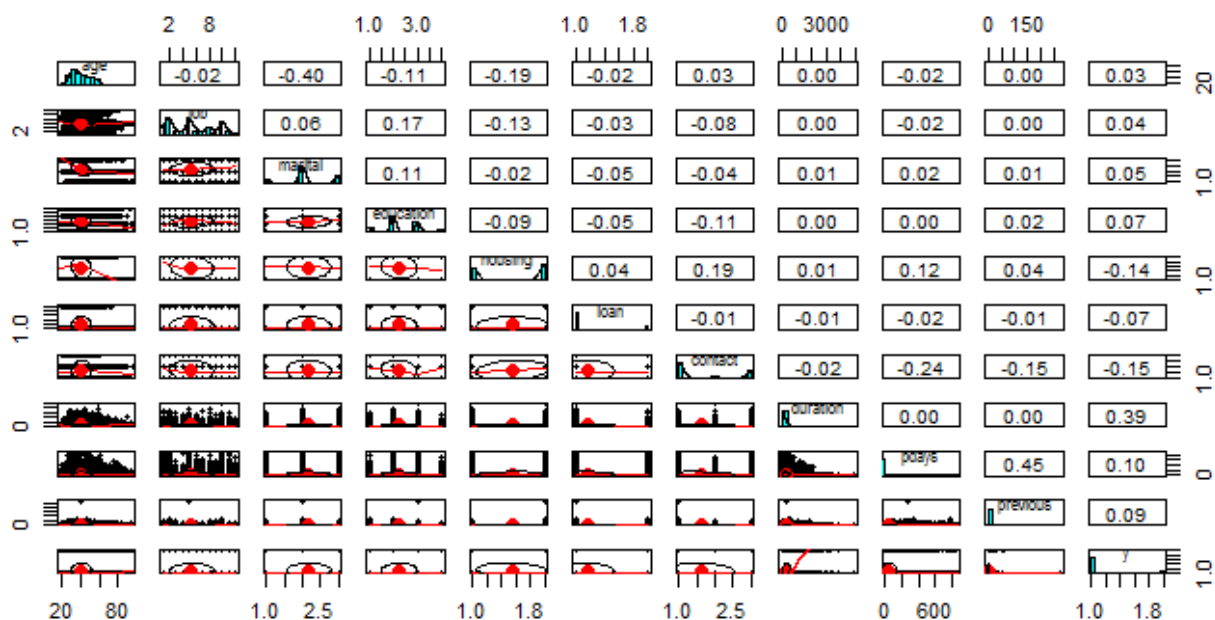 2 8 1.0 3.0 1.0 1.8 0 3000 0 150
age -0.02 -0.40 -0.11 -0.19 -0.02 0.03 0.00 -0.02 0.00 0.03 20
2 job 0.06 0.17 -0.13 -0.03 -0.08 0.00 -0.02 0.00 0.04
marital 0.11 -0.02 -0.05 -0.04 0.01 0.02 0.01 0.05 1.0
1.0 education -0.09 -0.05 -0.11 0.00 0.00 0.02 0.07
housing 0.04 0.19 0.01 0.12 0.04 -0.14 1.0
1.0 loan -0.01 -0.01 -0.02 -0.01 -0.07
contact -0.02 -0.24 -0.15 -0.15 1.0
0 duration 0.00 0.00 0.39
pdays 0.45 0.10 0
0 previous 0.09
y 1.0
20 80 1.0 2.5 1.0 1.8 1.0 2.5 0 600 1.0 1.8